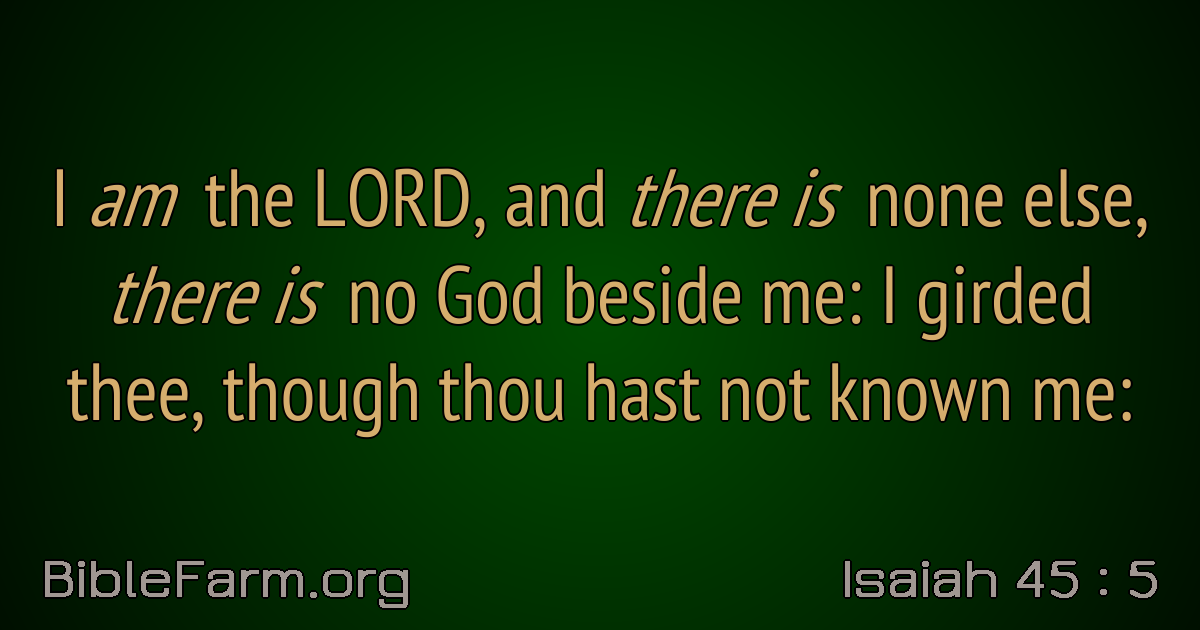 I am the LORD, and there is none else,
there is no God beside me: I girded
thee, though thou hast not known me:
BibleFarm.org
Isaiah 45 : 5